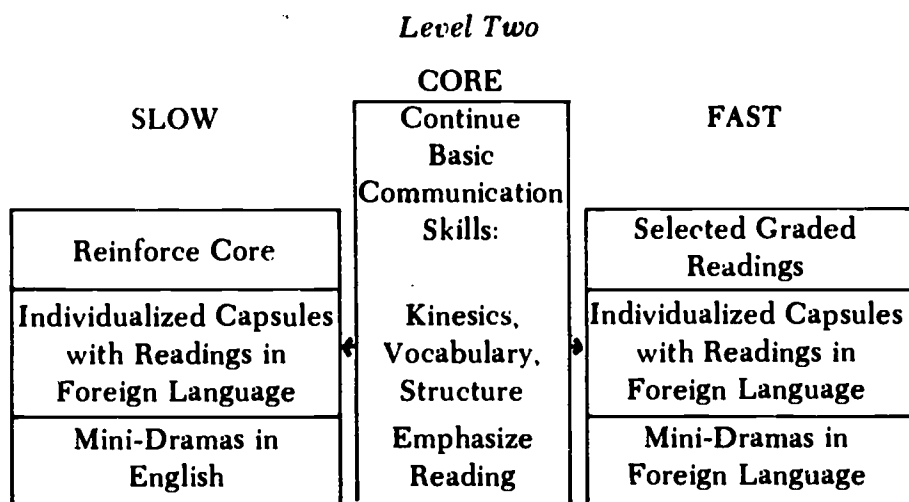 Level Two
CORE
SLOW
Continue
Basic
Communication
Skills:
Kinesics,
Vocabulary,
Structure
Emphasize
Reading
FAST
Reinforce Core
Individualized Capsules
with Readings in
Foreign Language
Mini-Dramas in
English
Selected Graded
Readings
Individualized Capsules
with Readings in
Foreign Language
Mini-Dramas in
Foreign Language